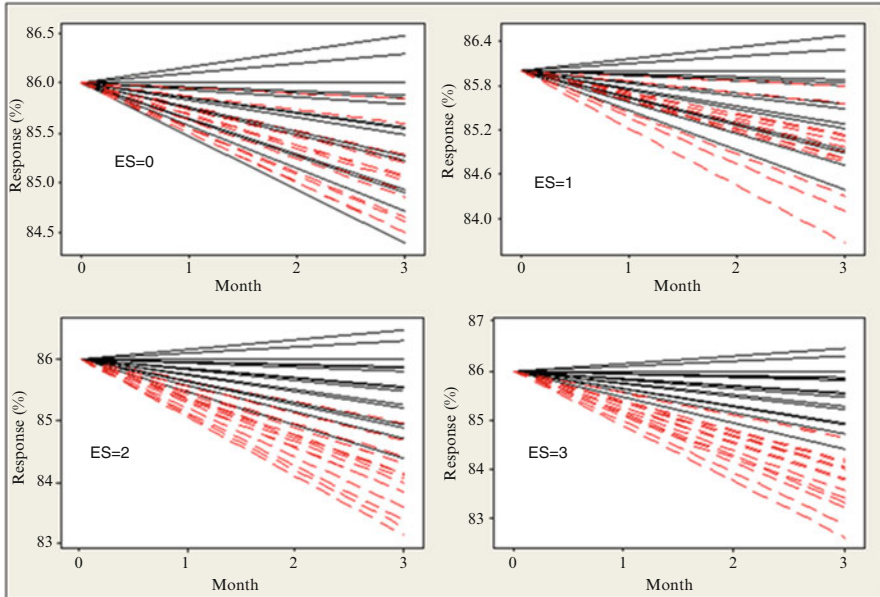 86.5
86.0
85.5
85.0
84.5
Response (%)
ES=0
0 1 2 3
Month
86.4
85.8
85.2
84.6
84.0
Response (%)
ES=1
0 1 2 3
Month
86
85
84
83
Response (%)
ES=2
0 1 2 3
Month
87
86
85
84
83
Response (%)
ES=3
0 1 2 3
Month